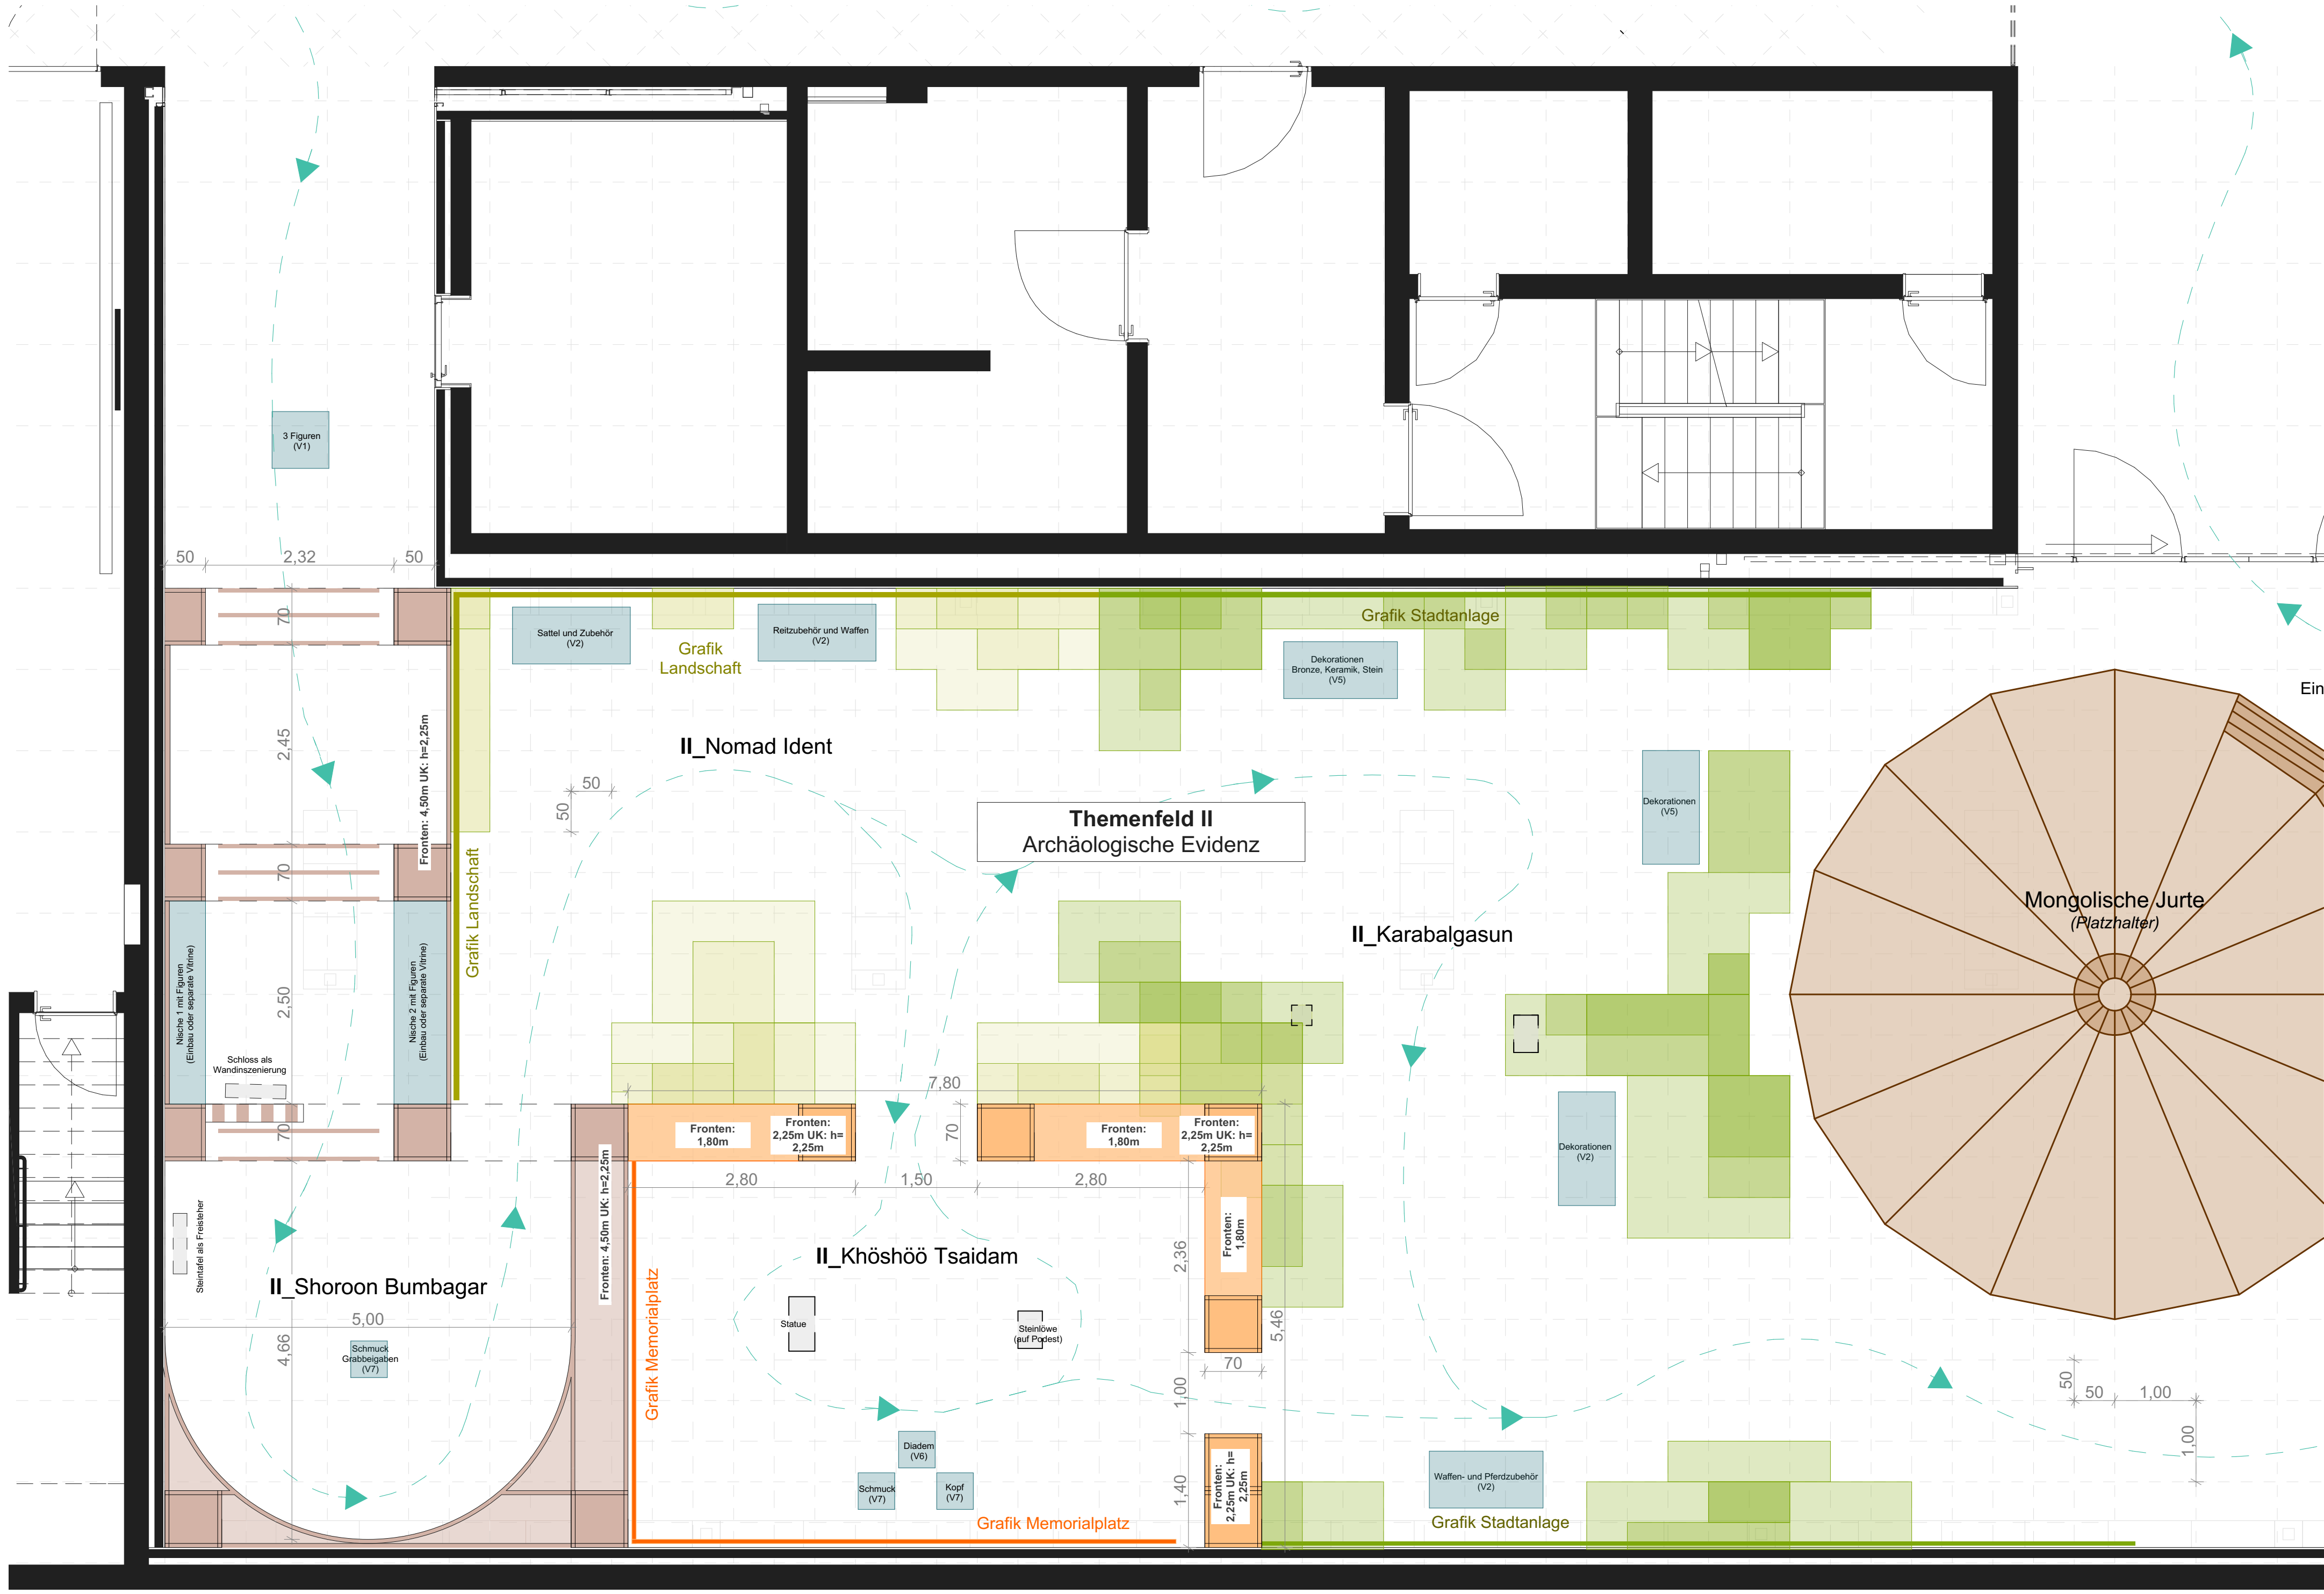 3 Figuren
(V1)
50
2,32
50
70
2,45
70
2,50
70
Fronten: 4,50m UK: h=2,25m
Grafik Landschaft
Sattel und Zubehör
(V2)
Grafik
Landschaft
Reitzubehör und Waffen
(V2)
Grafik Stadtanlage
Dekorationen
Bronze, Keramik, Stein
(V5)
II_Nomad Ident
50
50
Themenfeld II
Archäologische Evidenz
Dekorationen
(V5)
Ein
Mongolische Jurte
(Platzhalter)
II_Karabalgasun
Nische 1 mit Figuren
(Einbau oder separate Vitrine)
Nische 2 mit Figuren
(Einbau oder separate Vitrine)
Schloss als
Wandinszenierung
7,80
Fronten:
1,80m
Fronten:
2,25m UK: h=
2,25m
70
Fronten:
1,80m
Fronten:
2,25m UK: h=
2,25m
Dekorationen
(V2)
2,80
1,50
2,80
Steintafel als Freisteher
Fronten: 4,50m UK: h=2,25m
Fronten:
1,80m
2,36
II_Khöshöö Tsaidam
II_Shoroon Bumbagar
5,00
4,66
Grafik Memorialplatz
Statue
Steinlöwe
(auf Podest)
5,46
70
Schmuck
Grabbeigaben
(V7)
1,00
50
50
1,00
1,00
Diadem
(V6)
Schmuck
(V7)
Kopf
(V7)
1,40
Fronten:
2,25m UK: h=
2,25m
Waffen- und Pferdzubehör
(V2)
Grafik Memorialplatz
Grafik Stadtanlage